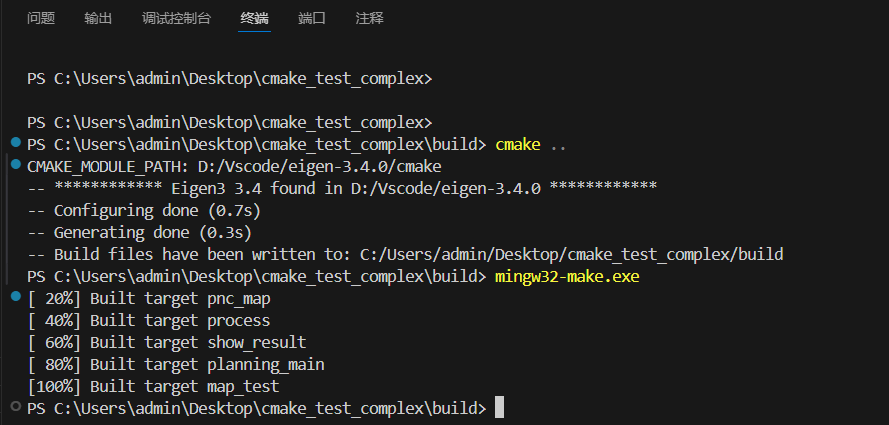 问题 输出 调试控制台 终端 端口 注释
PS C:\Users\admin\Desktop\cmake_test_complex>
PS C:\Users\admin\Desktop\cmake_test_complex>
PS C:\Users\admin\Desktop\cmake_test_complex\build> cmake ..
CMAKE_MODULE_PATH: D:/Vscode/eigen-3.4.0/cmake
-- ************ Eigen3 3.4 found in D:/Vscode/eigen-3.4.0 ************
-- Configuring done (0.7s)
-- Generating done (0.3s)
-- Build files have been written to: C:/Users/admin/Desktop/cmake_test_complex/build
PS C:\Users\admin\Desktop\cmake_test_complex\build> mingw32-make.exe
[ 20%] Built target pnc_map
[ 40%] Built target process
[ 60%] Built target show_result
[ 80%] Built target planning_main
[100%] Built target map_test
PS C:\Users\admin\Desktop\cmake_test_complex\build>